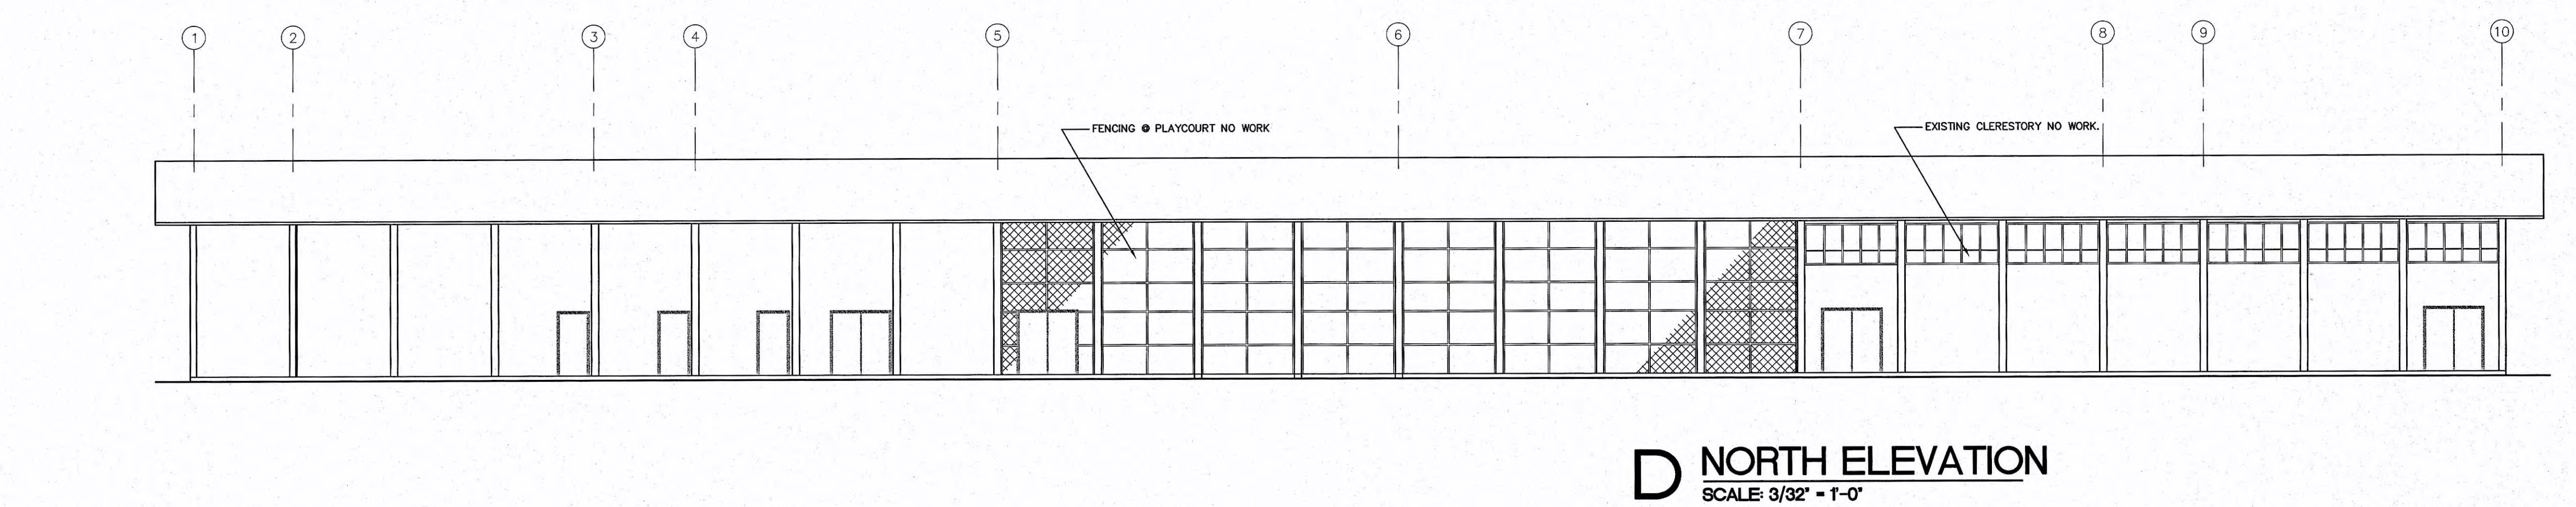 1 2 3 4 5 6 7 8 9 10
FENCING @ PLAYCOURT NO WORK
EXISTING CLERESTORY NO WORK.
D NORTH ELEVATION
SCALE: 3/32" = 1'-0"